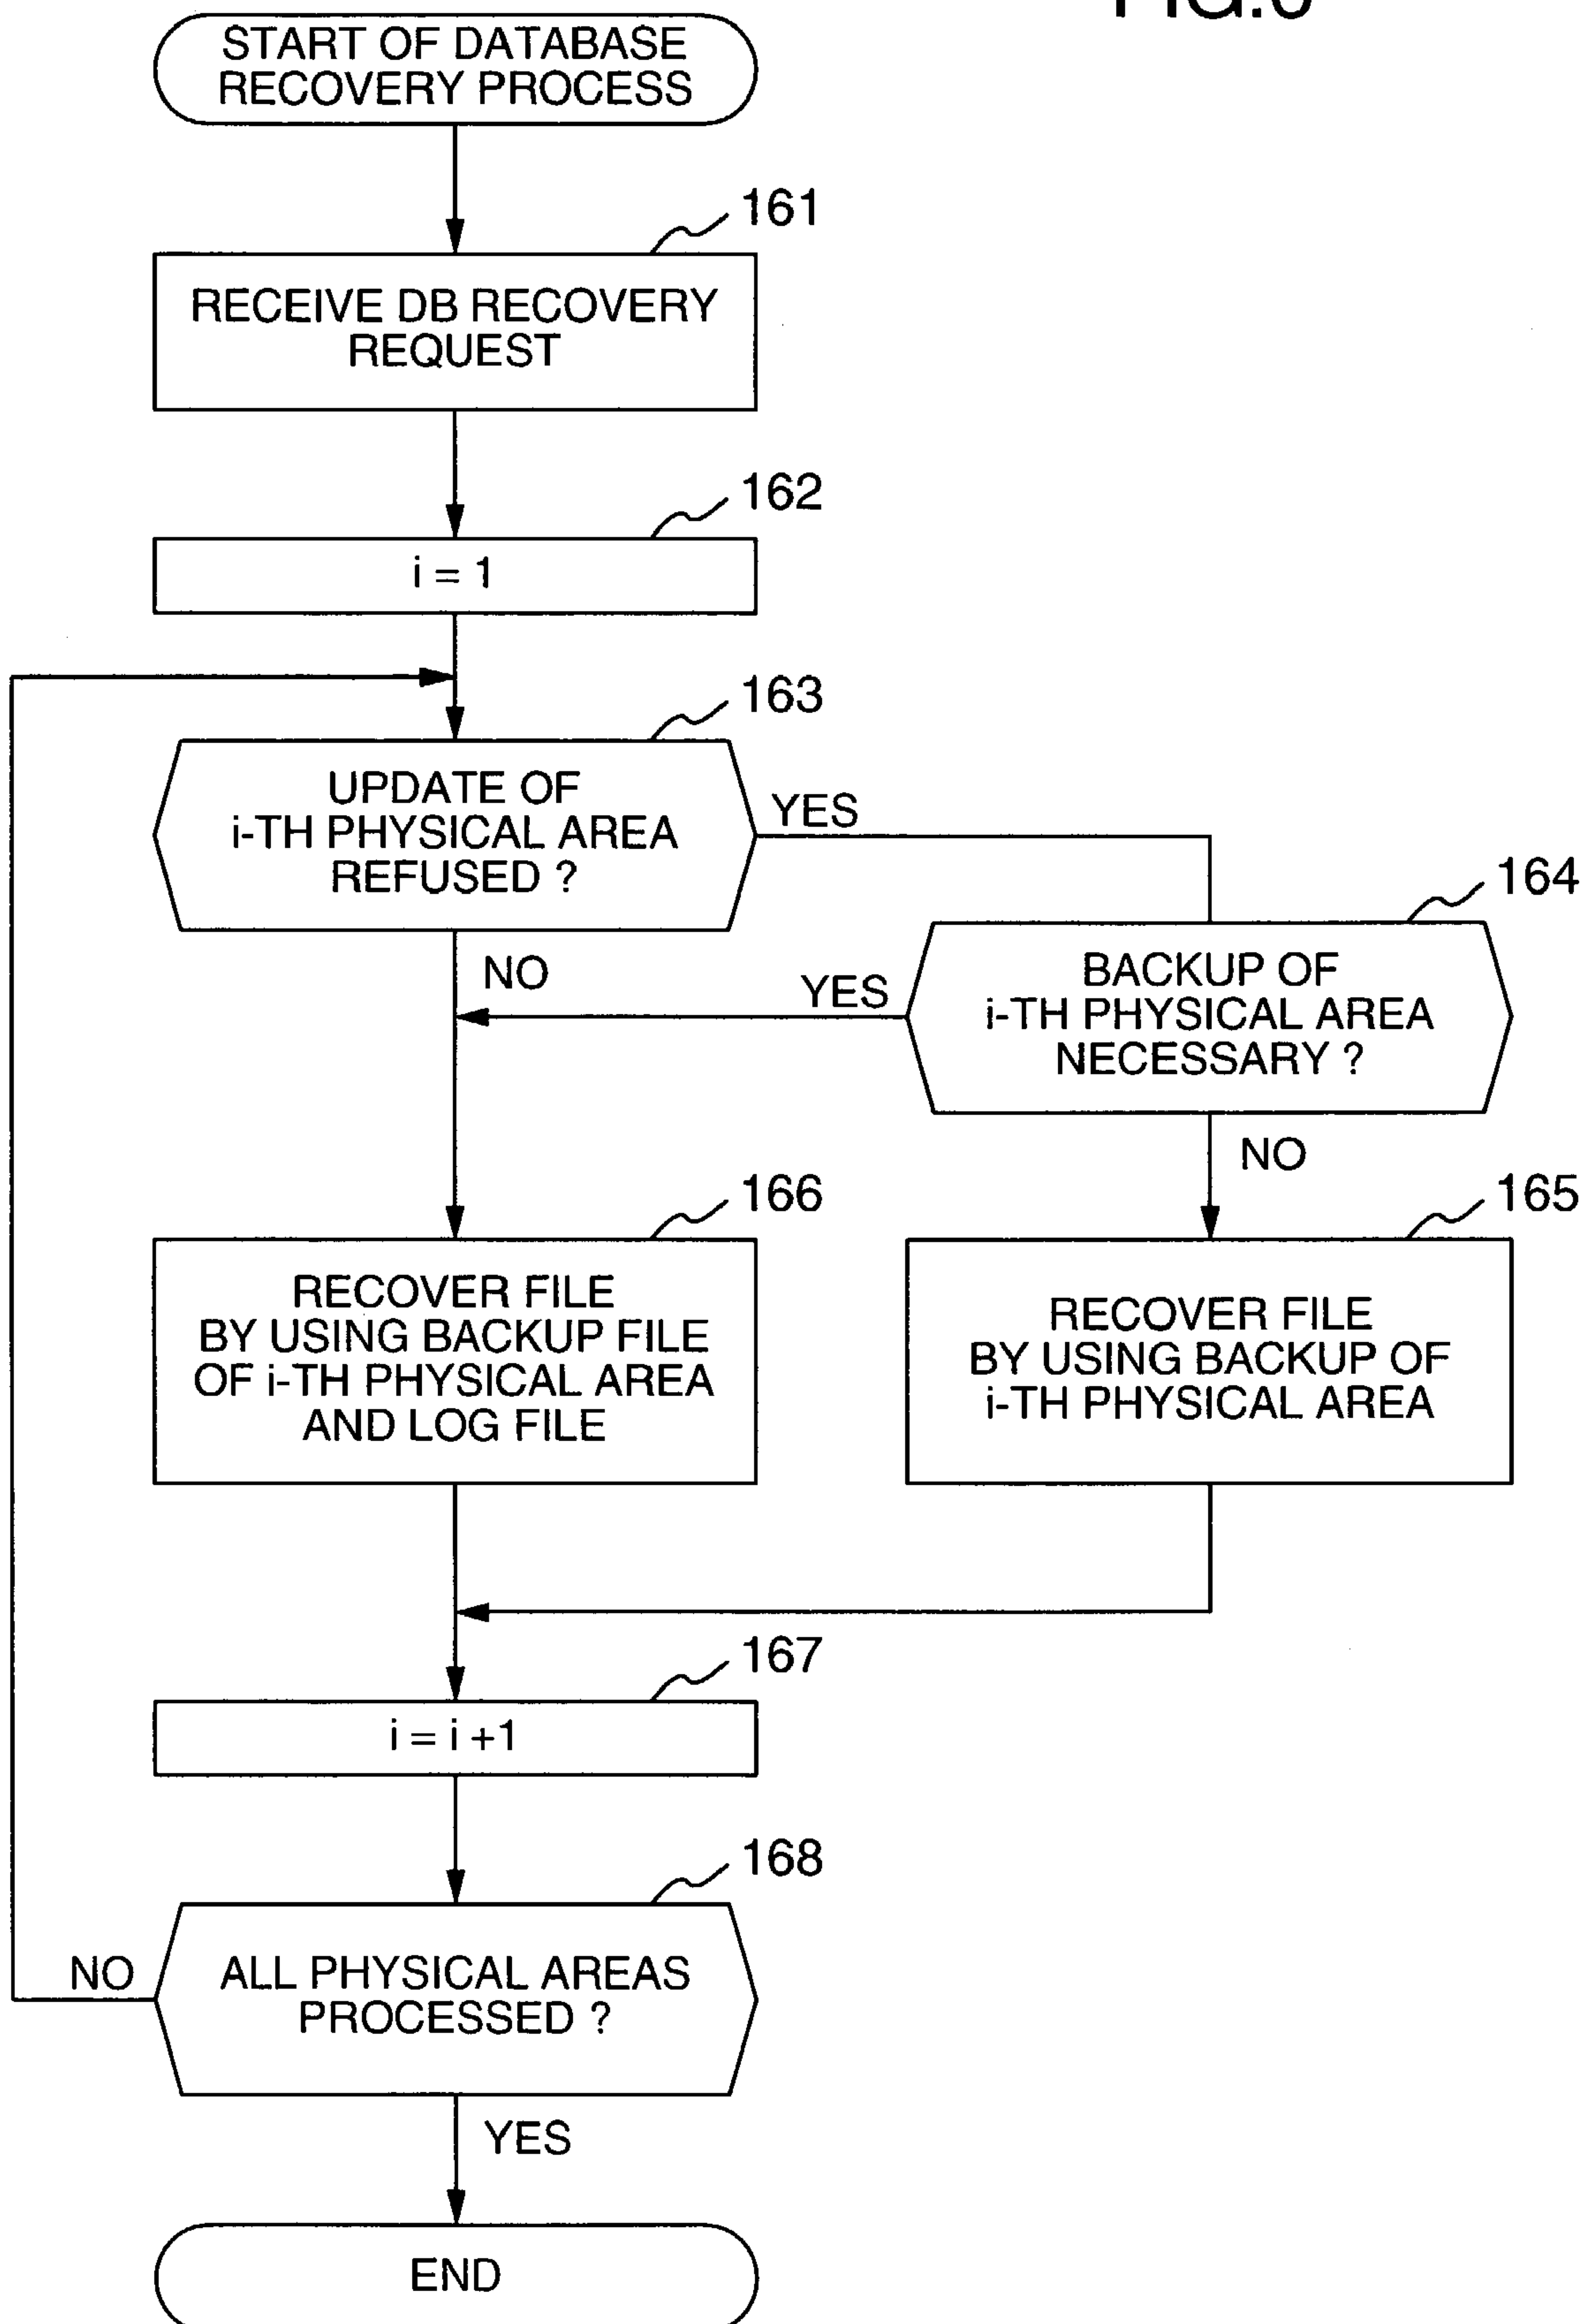 START OF DATABASE
RECOVERY PROCESS
161
RECEIVE DB RECOVERY
REQUEST
162
i = 1
163
UPDATE OF
i-TH PHYSICAL AREA
REFUSED ?
YES
NO
164
BACKUP OF
i-TH PHYSICAL AREA
NECESSARY ?
YES
NO
166
RECOVER FILE
BY USING BACKUP FILE
OF i-TH PHYSICAL AREA
AND LOG FILE
165
RECOVER FILE
BY USING BACKUP OF
i-TH PHYSICAL AREA
167
i = i +1
168
ALL PHYSICAL AREAS
PROCESSED ?
NO
YES
END